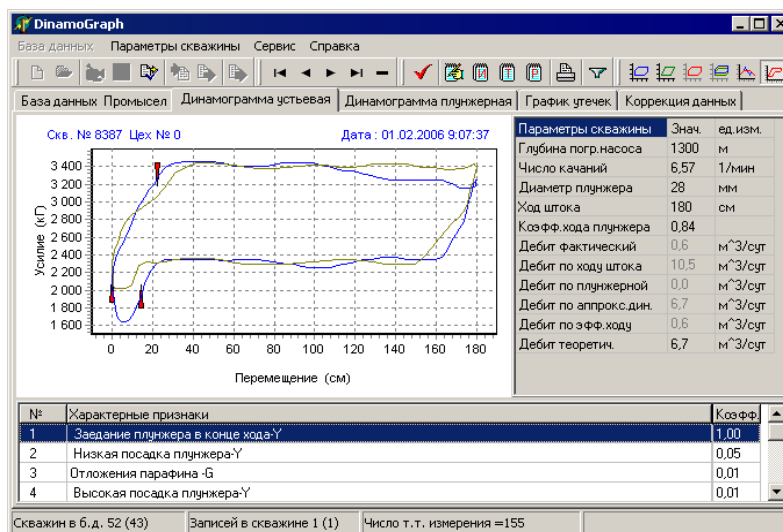 DinamoGraph
База данных Параметры скважины Сервис Справка
И Т Р
База данных Промысел Динамограмма устьевая Динамограмма плунжерная График утечек Коррекция данных
Скв. № 8387 Цех № 0 Дата : 01.02.2006 9:07:37
3 400
3 200
3 000
2 800
2 600
2 400
2 200
2 000
1 800
1 600
Усилие (кГ)
0 20 40 60 80 100 120 140 160 180
Перемещение (см)
Параметры скважины Знач. ед.изм.
Глубина погр.насоса 1300 м
Число качаний 6,57 1/мин
Диаметр плунжера 28 мм
Ход штока 180 см
Коэфф.хода плунжера 0,84
Дебит фактический 0,6 м^3/сут
Дебит по ходу штока 10,5 м^3/сут
Дебит по плунжерной 0,0 м^3/сут
Дебит по аппрокс.дин. 6,7 м^3/сут
Дебит по эфф.ходу 0,6 м^3/сут
Дебит теоретич. 6,7 м^3/сут
№ Характерные признаки Коэфф.
1 Заедание плунжера в конце хода-Y 1,00
2 Низкая посадка плунжера-Y 0,05
3 Отложения парафина -G 0,01
4 Высокая посадка плунжера-Y 0,01
Скважин в б.д. 52 (43) Записей в скважине 1 (1) Число т.т. измерения =155